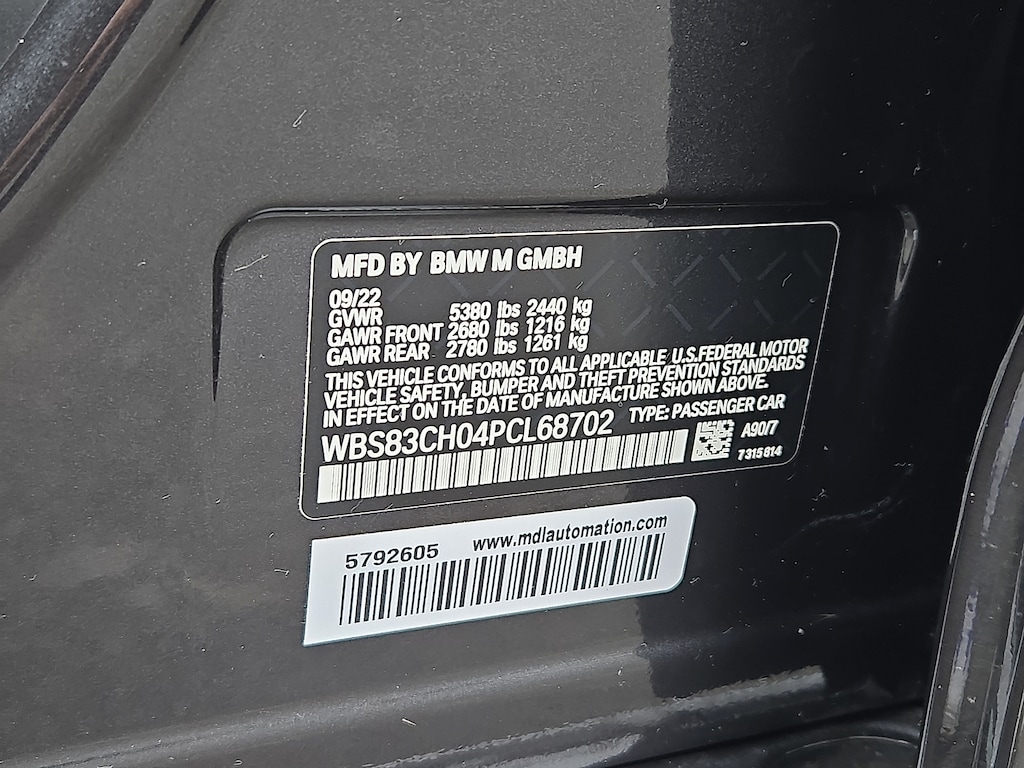 MFD BY BMW M GMBH
09/22
GVWR 5380 lbs 2440 kg
GAWR FRONT 2680 lbs 1216 kg
GAWR REAR 2780 lbs 1261 kg
THIS VEHICLE CONFORMS TO ALL APPLICABLE U.S.FEDERAL MOTOR
VEHICLE SAFETY, BUMPER AND THEFT PREVENTION STANDARDS
IN EFFECT ON THE DATE OF MANUFACTURE SHOWN ABOVE.
WBS83CH04PCL68702 TYPE: PASSENGER CAR
A90/7
7315814
5792605 www.mdlautomation.com